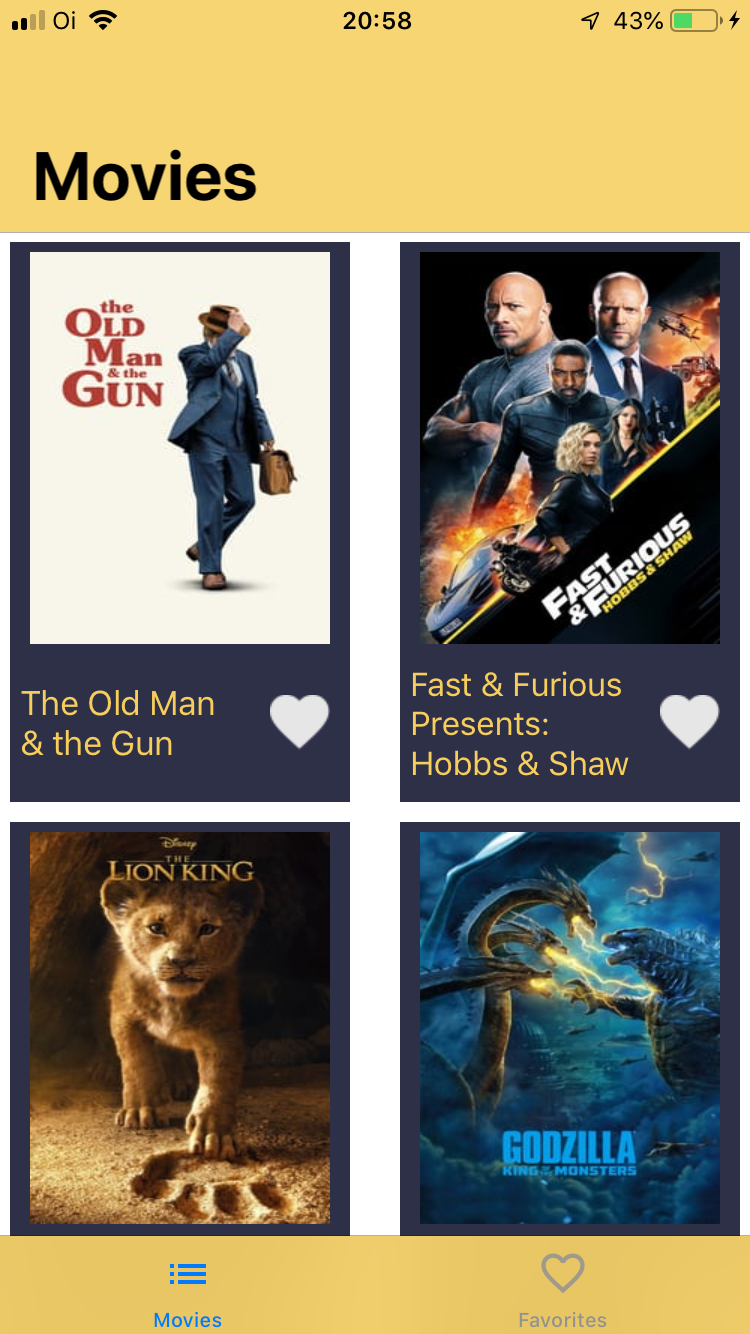 Oi 20:58 43%
Movies
the
OLD
Man
& the
GUN
FAST
& FURIOUS
HOBBS & SHAW
The Old Man
& the Gun
Fast & Furious
Presents:
Hobbs & Shaw
Disney
THE
LION KING
GODZILLA
KING OF THE MONSTERS
Movies
Favorites